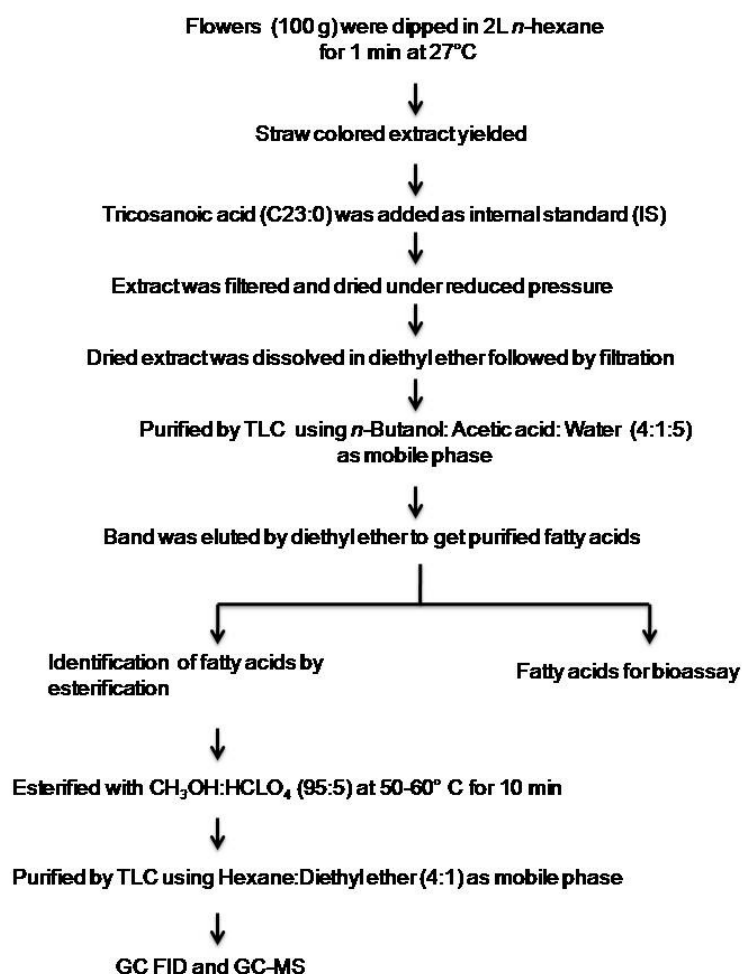 Flowers (100 g) were dipped in 2L n-hexane
for 1 min at 27°C
Straw colored extract yielded
Tricosanoic acid (C23:0) was added as internal standard (IS)
Extract was filtered and dried under reduced pressure
Dried extract was dissolved in diethyl ether followed by filtration
Purified by TLC using n-Butanol: Acetic acid: Water (4:1:5)
as mobile phase
Band was eluted by diethyl ether to get purified fatty acids
Identification of fatty acids by
esterification
Fatty acids for bioassay
Esterified with CH₃OH:HCLO₄ (95:5) at 50-60° C for 10 min
Purified by TLC using Hexane:Diethyl ether (4:1) as mobile phase
GC FID and GC-MS